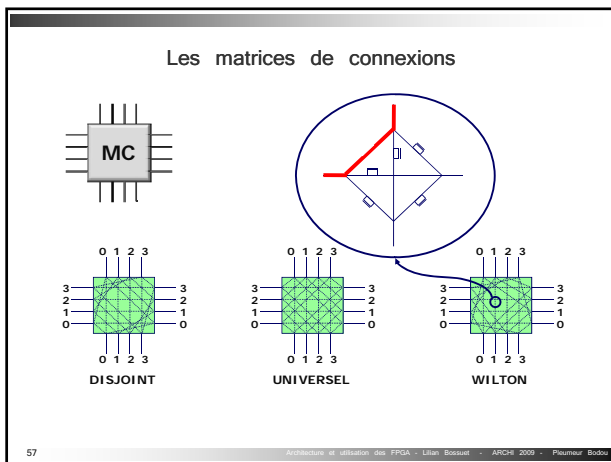 Les matrices de connexions
MC
0 1 2 3
0 1 2 3
0 1 2 3
3 3
2 2
1 1
0 0
3 3
2 2
1 1
0 0
3 3
2 2
1 1
0 0
0 1 2 3
0 1 2 3
0 1 2 3
DISJOINT
UNIVERSEL
WILTON
57
Architecture et utilisation des FPGA - Lilian Bossuet - ARCHI 2009 - Pleumeur Bodou